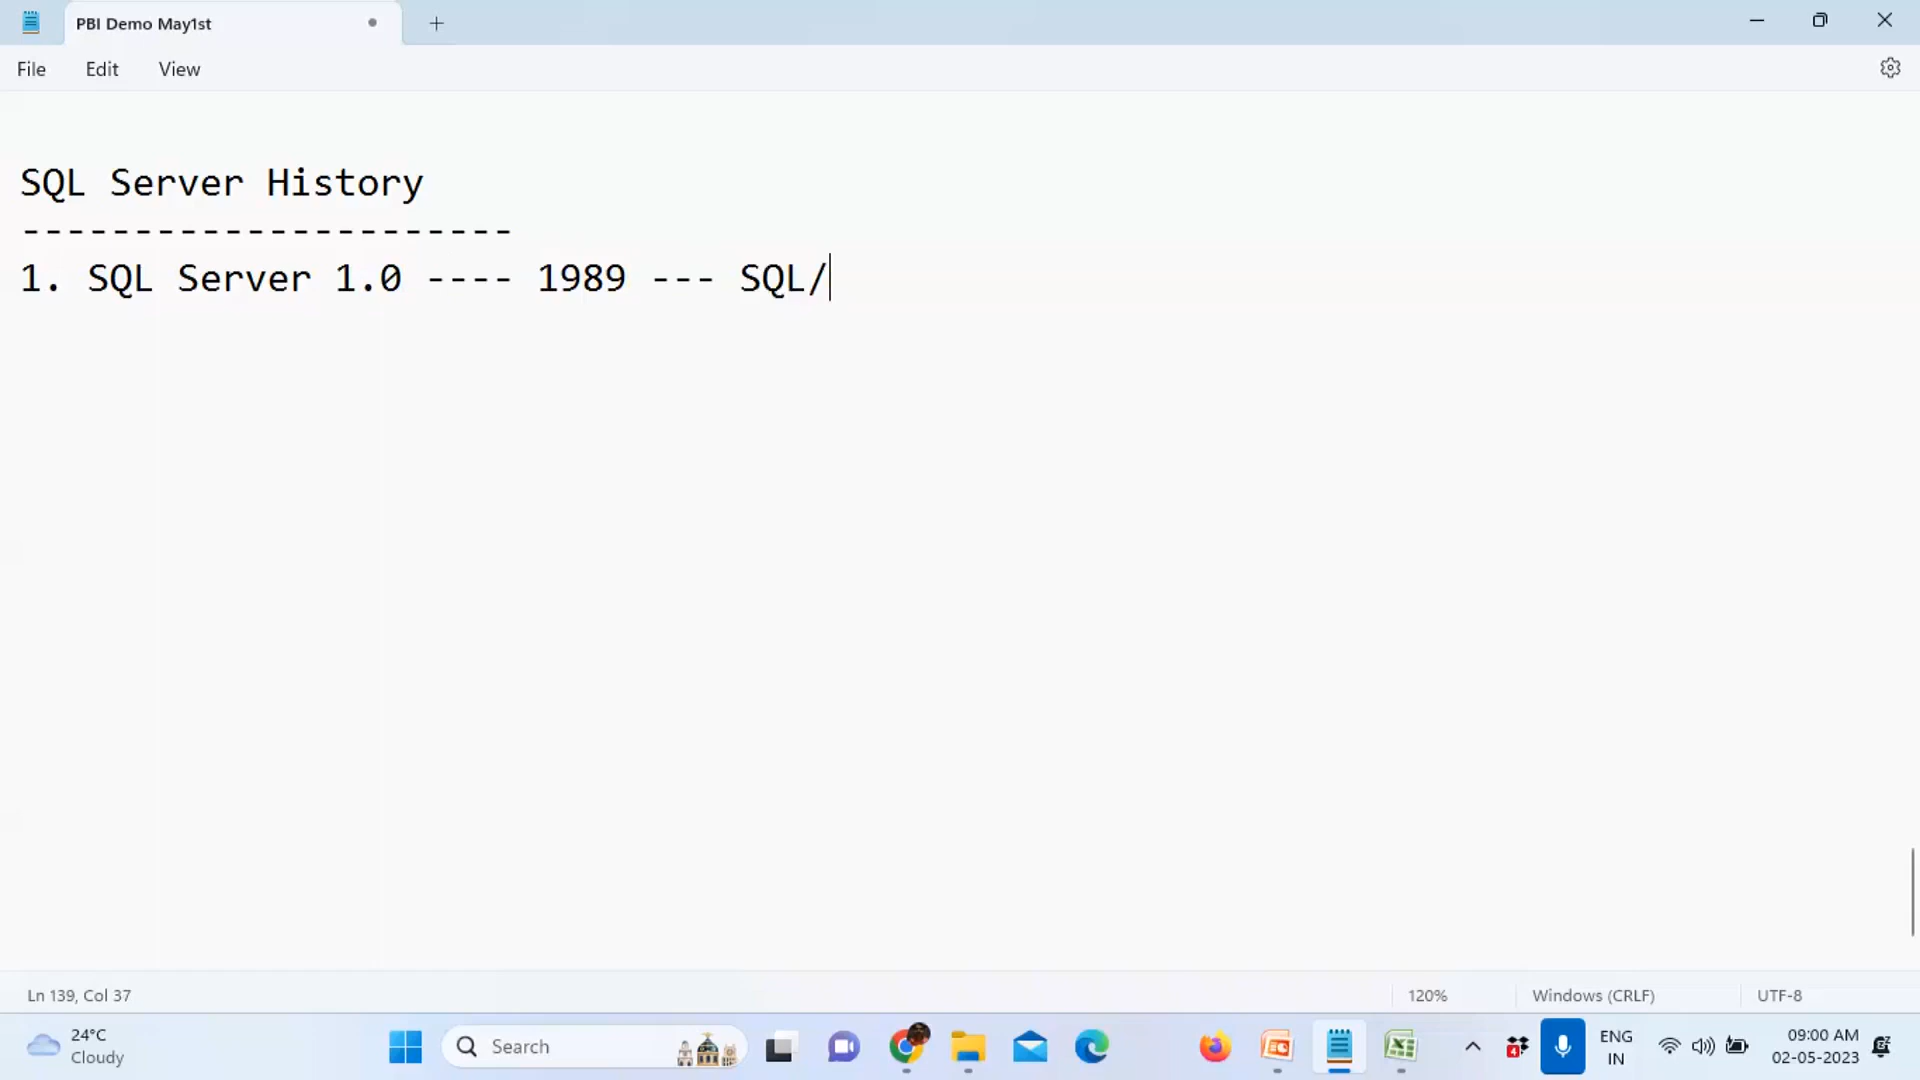 PBI Demo May1st
File Edit View
SQL Server History
----------------------
1. SQL Server 1.0 ---- 1989 --- SQL/
Ln 139, Col 37
120%
Windows (CRLF)
UTF-8
24°C
Cloudy
Search
4
ENG
IN
09:00 AM
02-05-2023